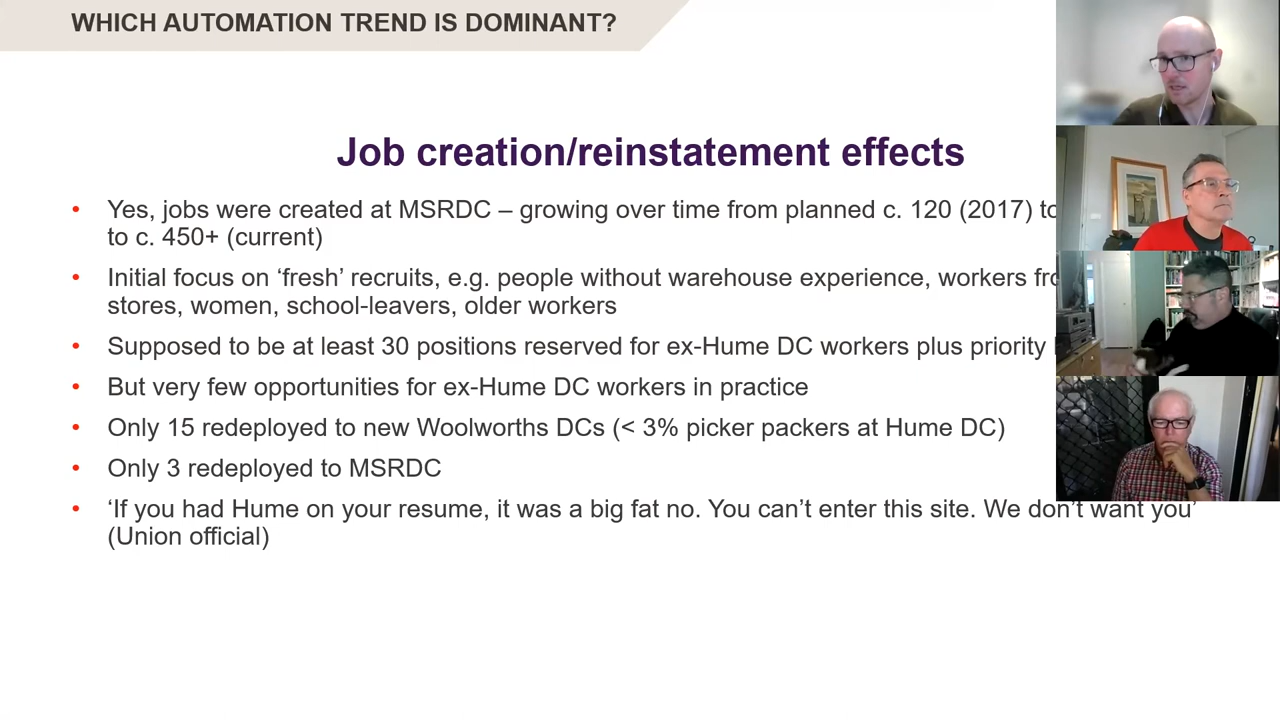 WHICH AUTOMATION TREND IS DOMINANT?
Job creation/reinstatement effects
• Yes, jobs were created at MSRDC – growing over time from planned c. 120 (2017) to
to c. 450+ (current)
• Initial focus on ‘fresh’ recruits, e.g. people without warehouse experience, workers
stores, women, school-leavers, older workers
• Supposed to be at least 30 positions reserved for ex-Hume DC workers plus priority
• But very few opportunities for ex-Hume DC workers in practice
• Only 15 redeployed to new Woolworths DCs (< 3% picker packers at Hume DC)
• Only 3 redeployed to MSRDC
• ‘If you had Hume on your resume, it was a big fat no. You can’t enter this site. We don’t want you’
(Union official)